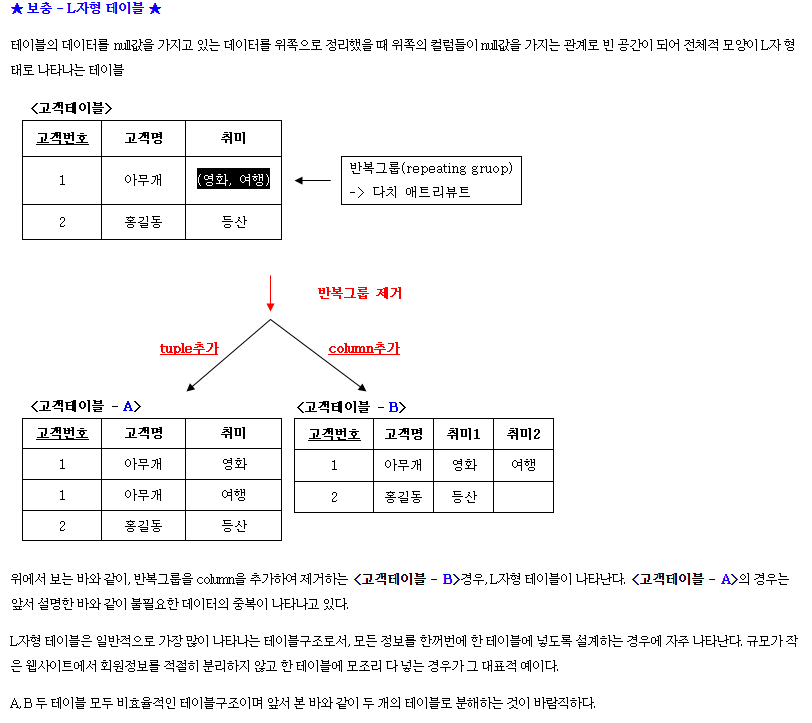 ★ 보충 - L자형 테이블 ★
테이블의 데이터를 null값을 가지고 있는 데이터를 위쪽으로 정리했을 때 위쪽의 컬럼들이 null값을 가지는 관계로 빈 공간이 되어 전체적 모양이 L자 형
태로 나타나는 테이블
<고객테이블>
고객번호 고객명 취미
1 아무개 (영화, 여행)
2 홍길동 등산
반복그룹(repeating gruop)
-> 다치 애트리뷰트
반복그룹 제거
tuple추가 column추가
<고객테이블 - A> <고객테이블 - B>
고객번호 고객명 취미
1 아무개 영화
1 아무개 여행
2 홍길동 등산
고객번호 고객명 취미1 취미2
1 아무개 영화 여행
2 홍길동 등산
위에서 보는 바와 같이, 반복그룹을 column을 추가하여 제거하는 <고객테이블 - B>경우, L자형 테이블이 나타난다. <고객테이블 - A>의 경우는
앞서 설명한 바와 같이 불필요한 데이터의 중복이 나타나고 있다.
L자형 테이블은 일반적으로 가장 많이 나타나는 테이블구조로서, 모든 정보를 한꺼번에 한 테이블에 넣도록 설계하는 경우에 자주 나타난다. 규모가 작
은 웹사이트에서 회원정보를 적절히 분리하지 않고 한 테이블에 모조리 다 넣는 경우가 그 대표적 예이다.
A, B 두 테이블 모두 비효율적인 테이블구조이며 앞서 본 바와 같이 두 개의 테이블로 분해하는 것이 바람직하다.